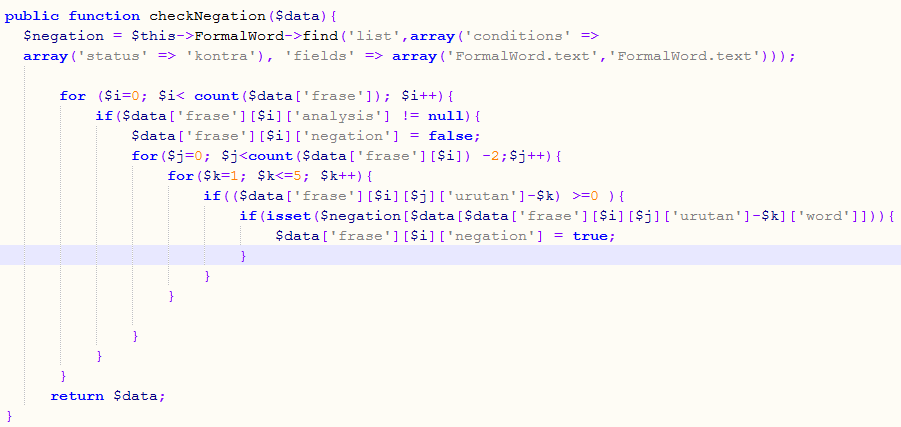 public function checkNegation($data){
$negation = $this->FormalWord->find('list',array('conditions' =>
array('status' => 'kontra'), 'fields' => array('FormalWord.text','FormalWord.text')));
for ($i=0; $i< count($data['frase']); $i++){
if($data['frase'][$i]['analysis'] != null){
$data['frase'][$i]['negation'] = false;
for($j=0; $j<count($data['frase'][$i]) -2;$j++){
for($k=1; $k<=5; $k++){
if(($data['frase'][$i][$j]['urutan']-$k) >=0 ){
if(isset($negation[$data[$data['frase'][$i][$j]['urutan']-$k]['word']])){
$data['frase'][$i]['negation'] = true;
}
}
}
}
}
}
return $data;
}